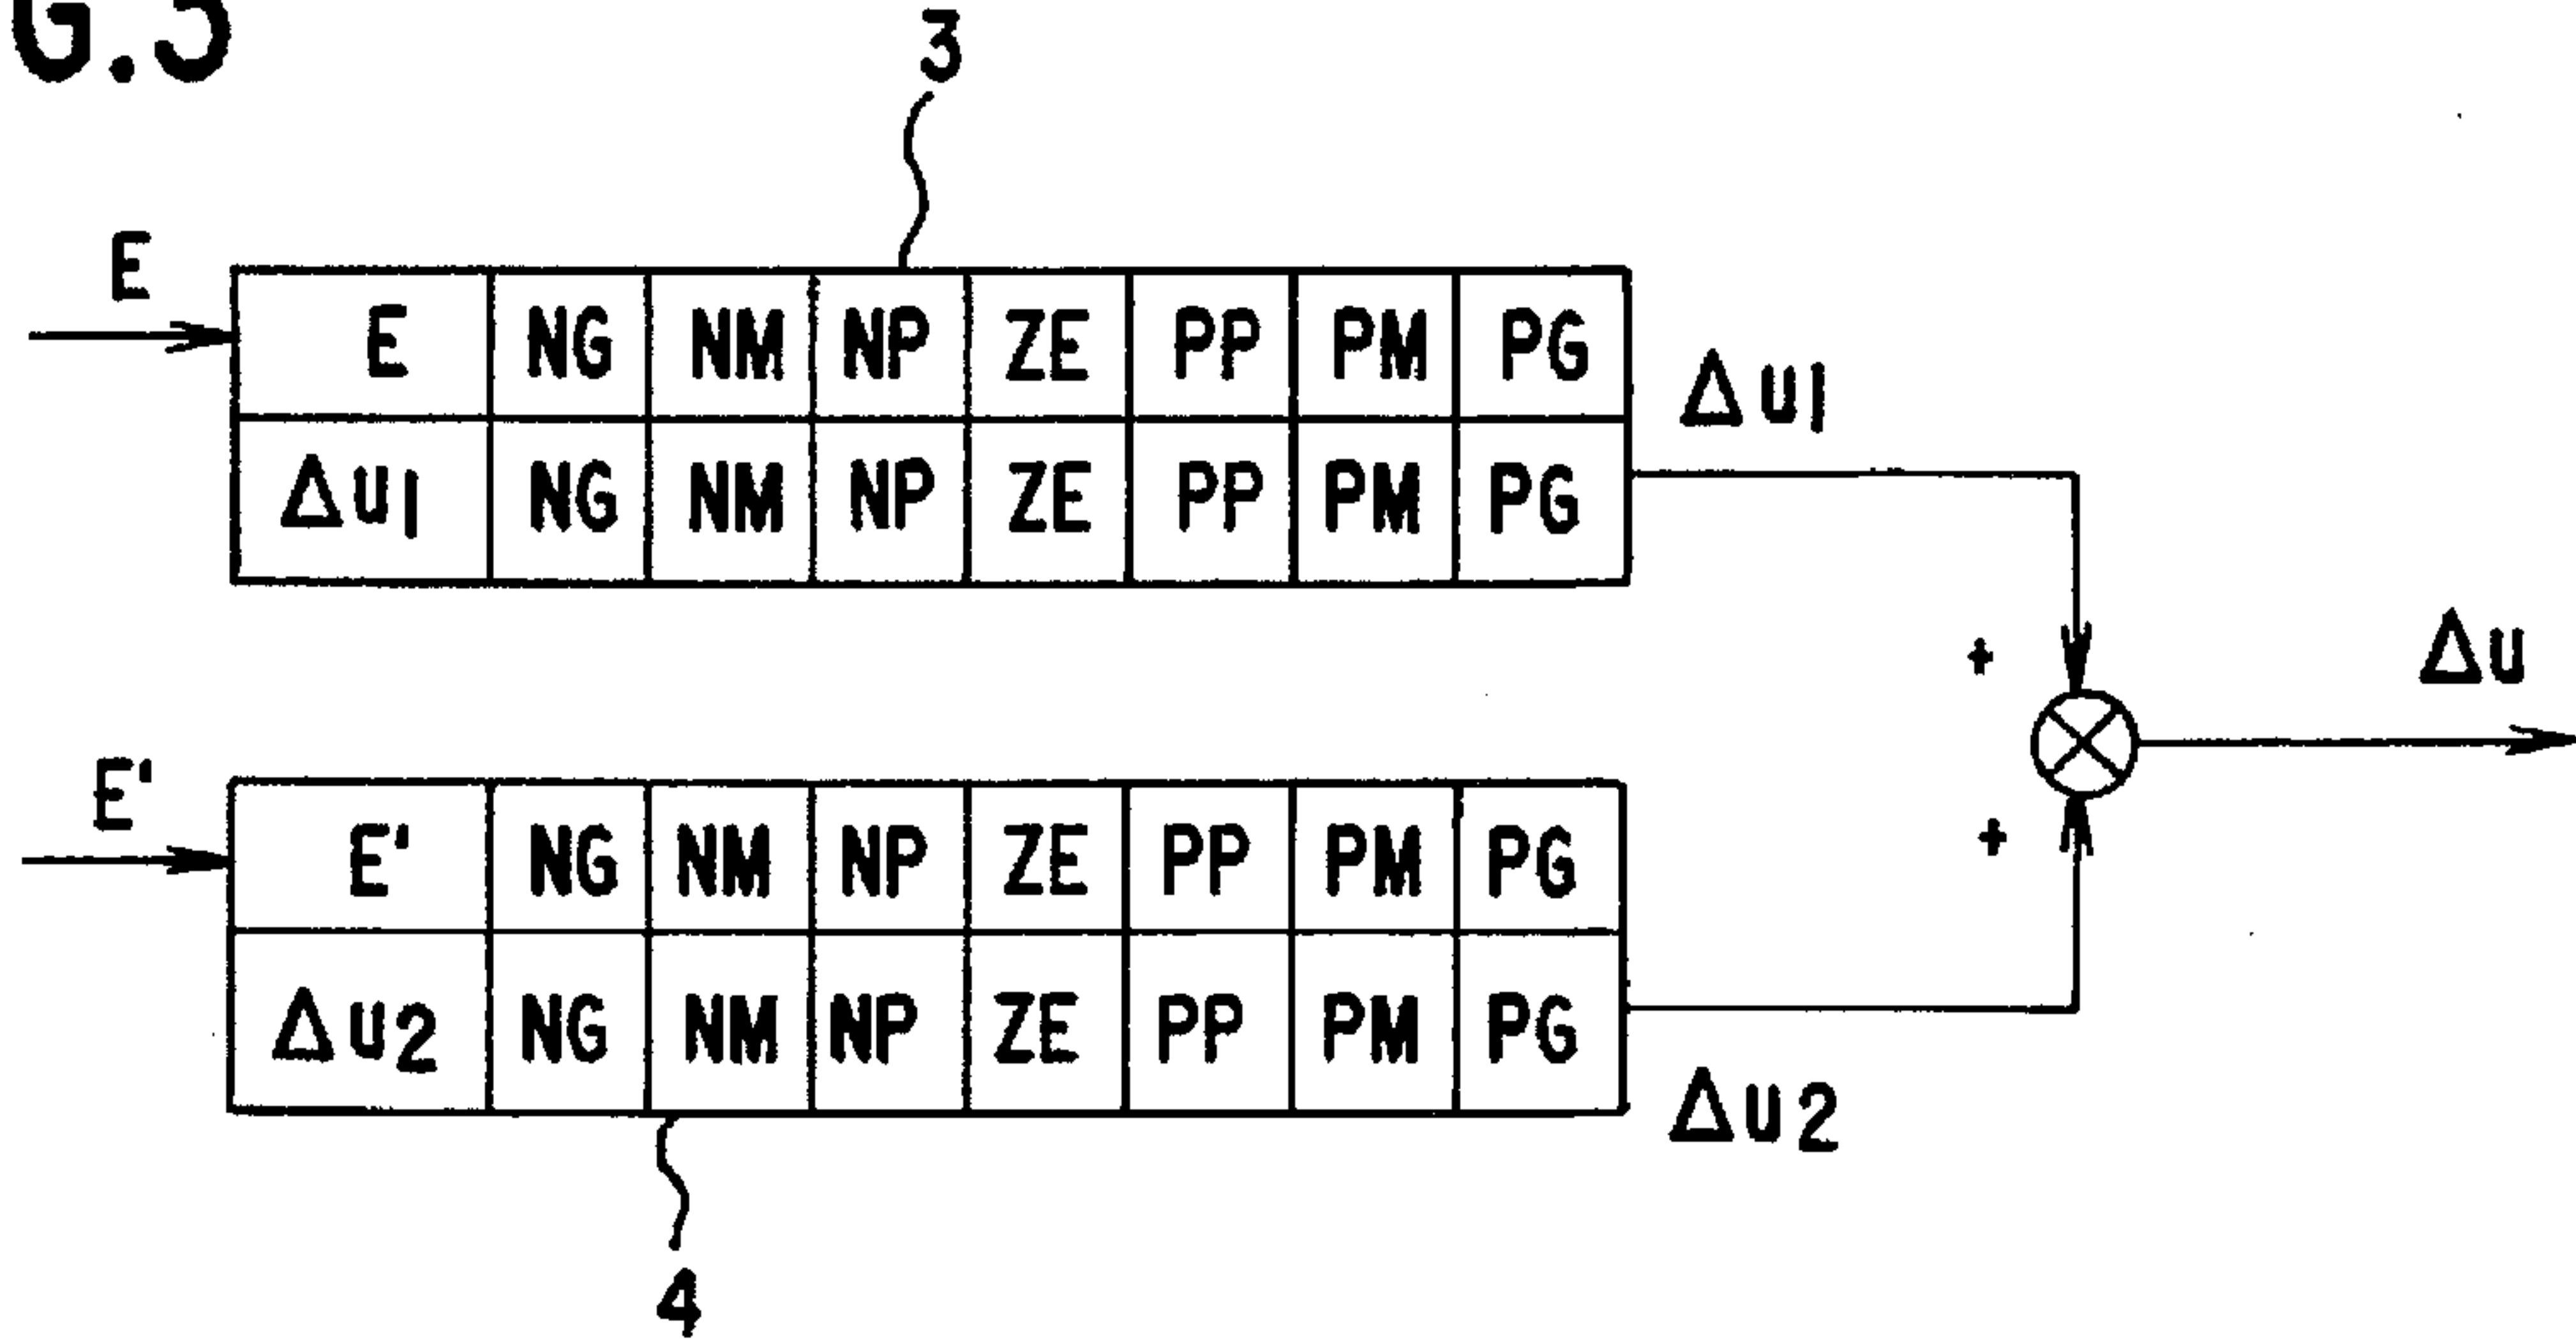 G.3
3
E
E NG NM NP ZE PP PM PG
Δu1
Δu1 NG NM NP ZE PP PM PG
+
Δu
E'
E' NG NM NP ZE PP PM PG
+
Δu2 NG NM NP ZE PP PM PG
Δu2
4